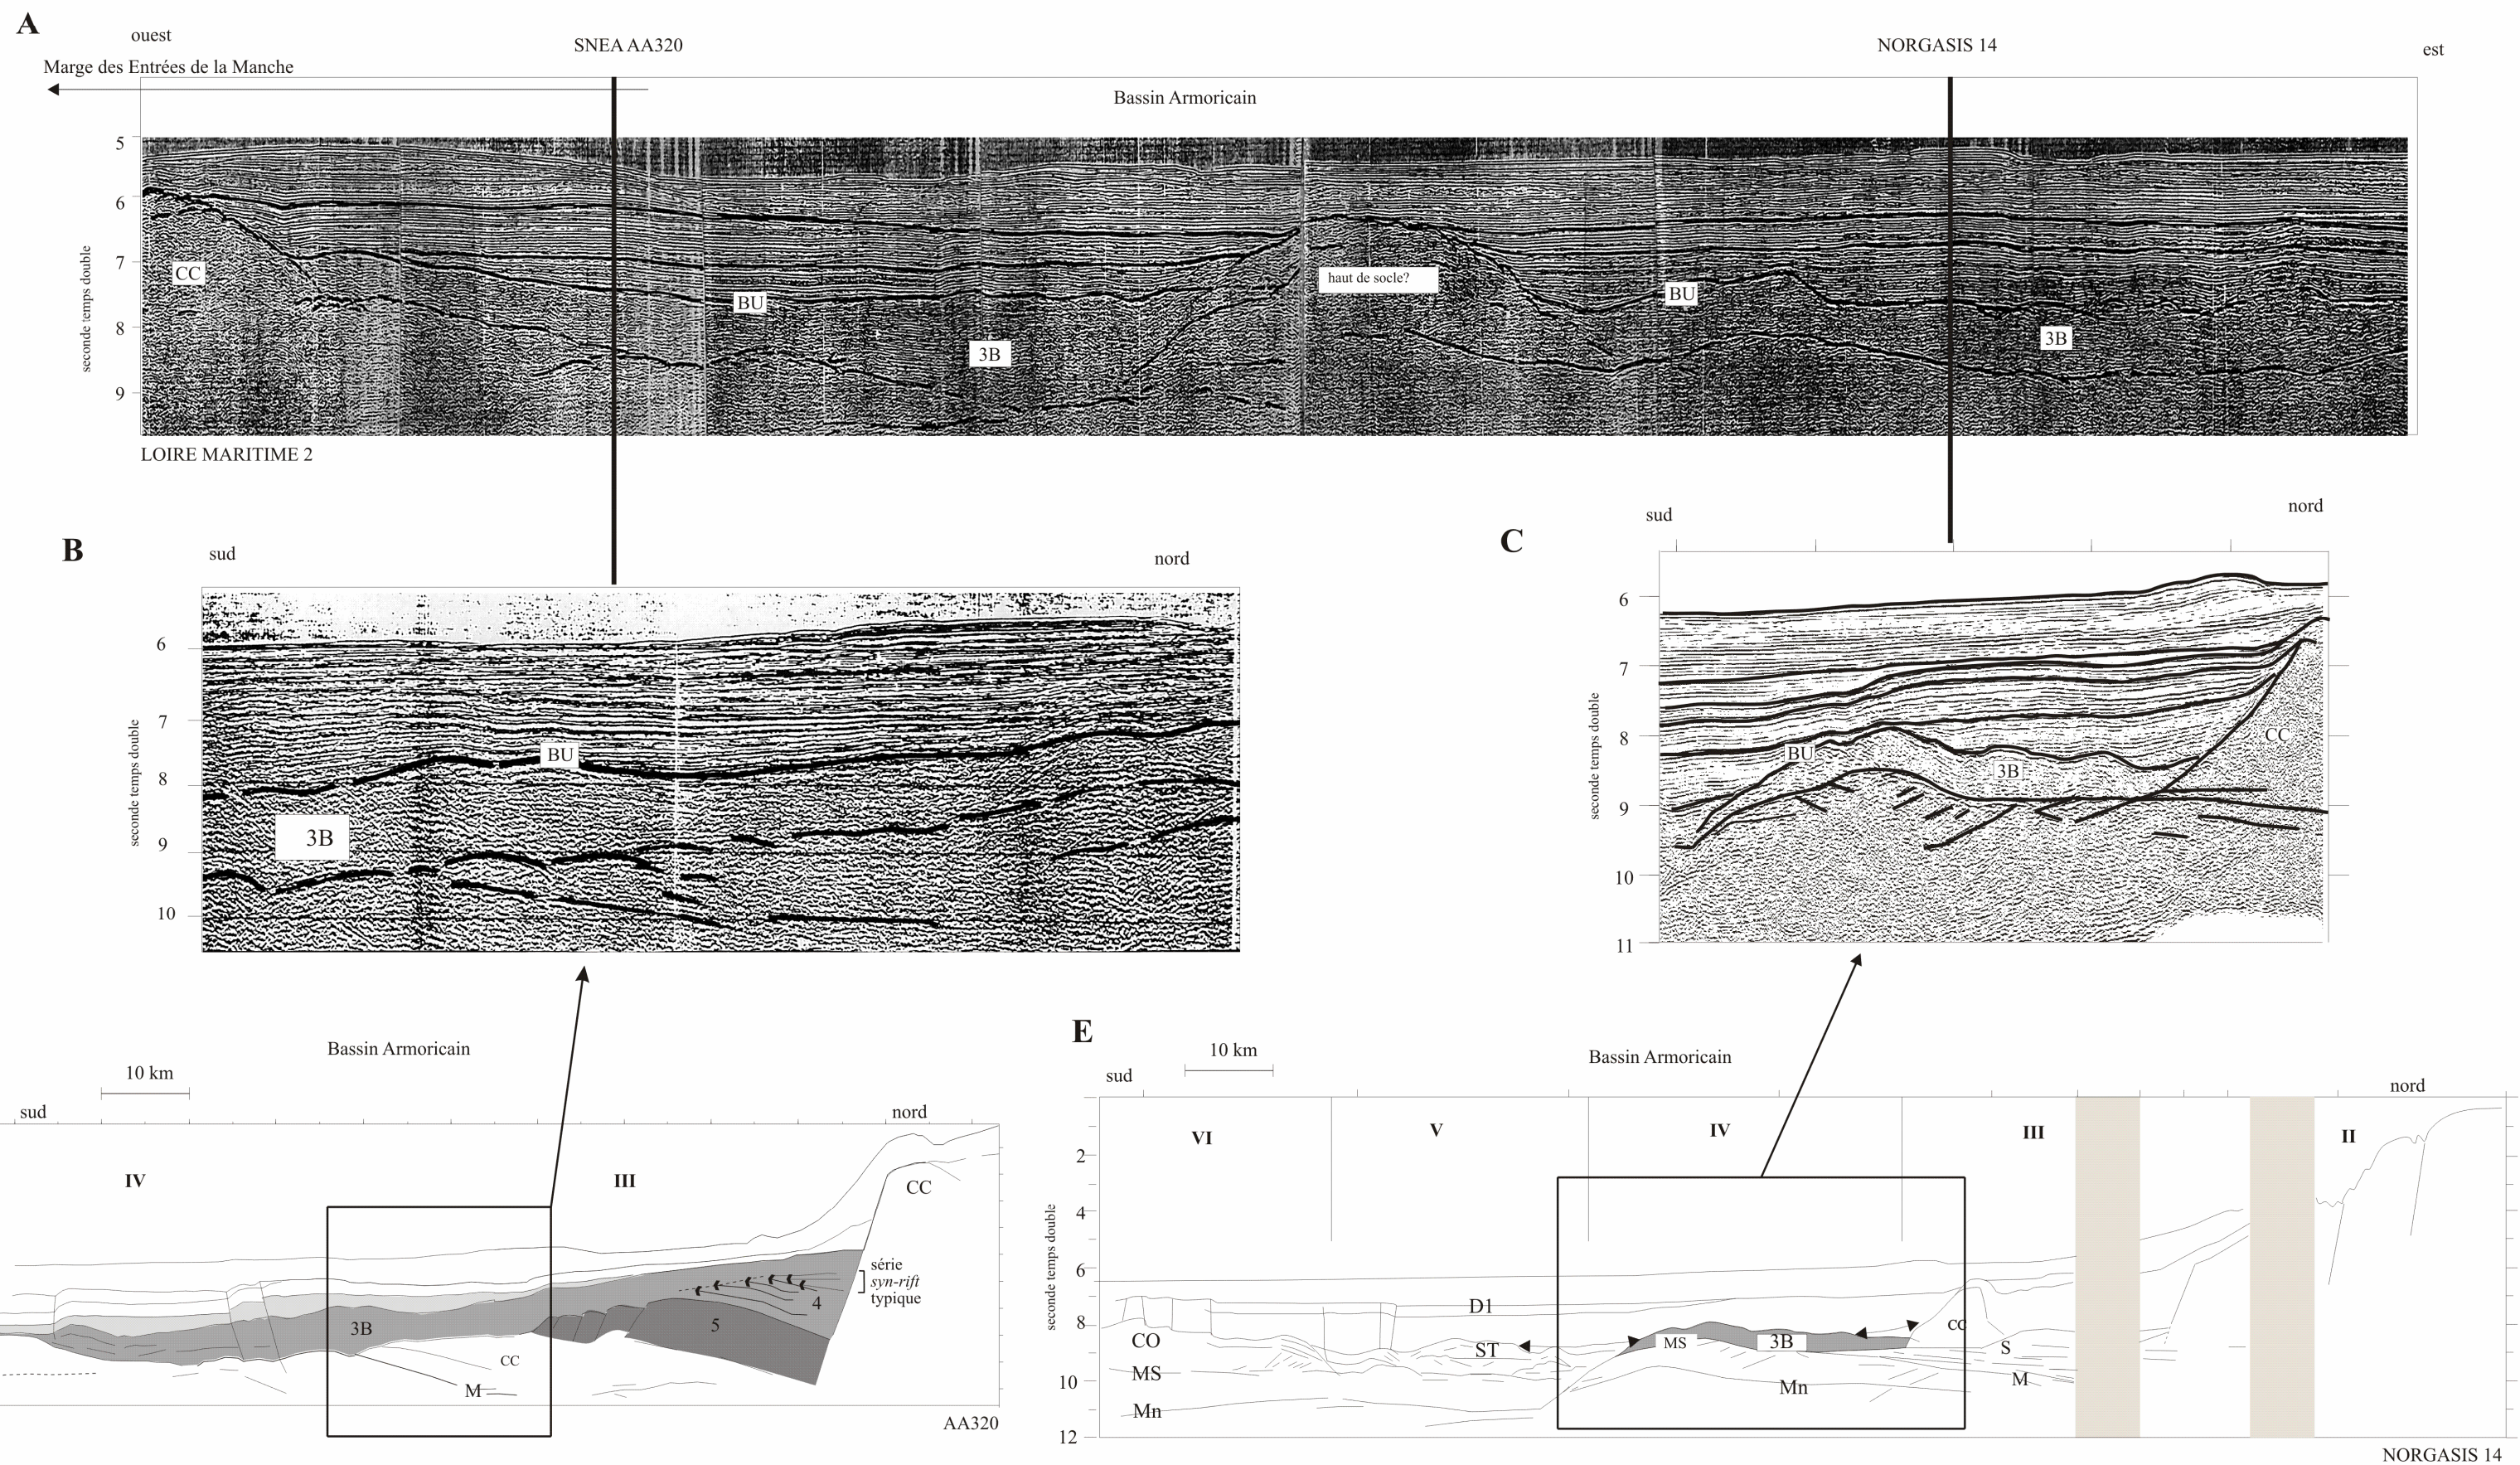 A
ouest
SNEA AA320
NORGASIS 14
est
Marge des Entrées de la Manche
Bassin Armoricain
5
6
7
8
9
seconde temps double
CC
BU
3B
haut de socle?
BU
3B
LOIRE MARITIME 2
B
sud
nord
6
7
8
9
10
seconde temps double
BU
3B
C
sud
nord
6
7
8
9
10
11
seconde temps double
BU
3B
CC
Bassin Armoricain
10 km
sud
nord
IV
III
CC
série
syn-rift
typique
4
5
3B
CC
M
AA320
E
10 km
Bassin Armoricain
sud
nord
VI
V
IV
III
II
2
4
6
8
10
12
seconde temps double
D1
CO
ST
MS
3B
CC
S
MS
M
Mn
Mn
NORGASIS 14